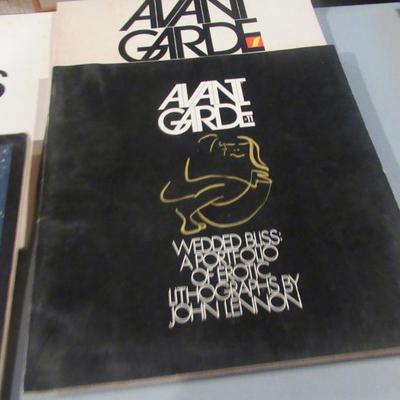 AVANT
GARDE
S
AVANT
GARDE 11
WEDDED BLISS:
A PORTFOLIO
OF EROTIC
LITHOGRAPHS BY
JOHN LENNON